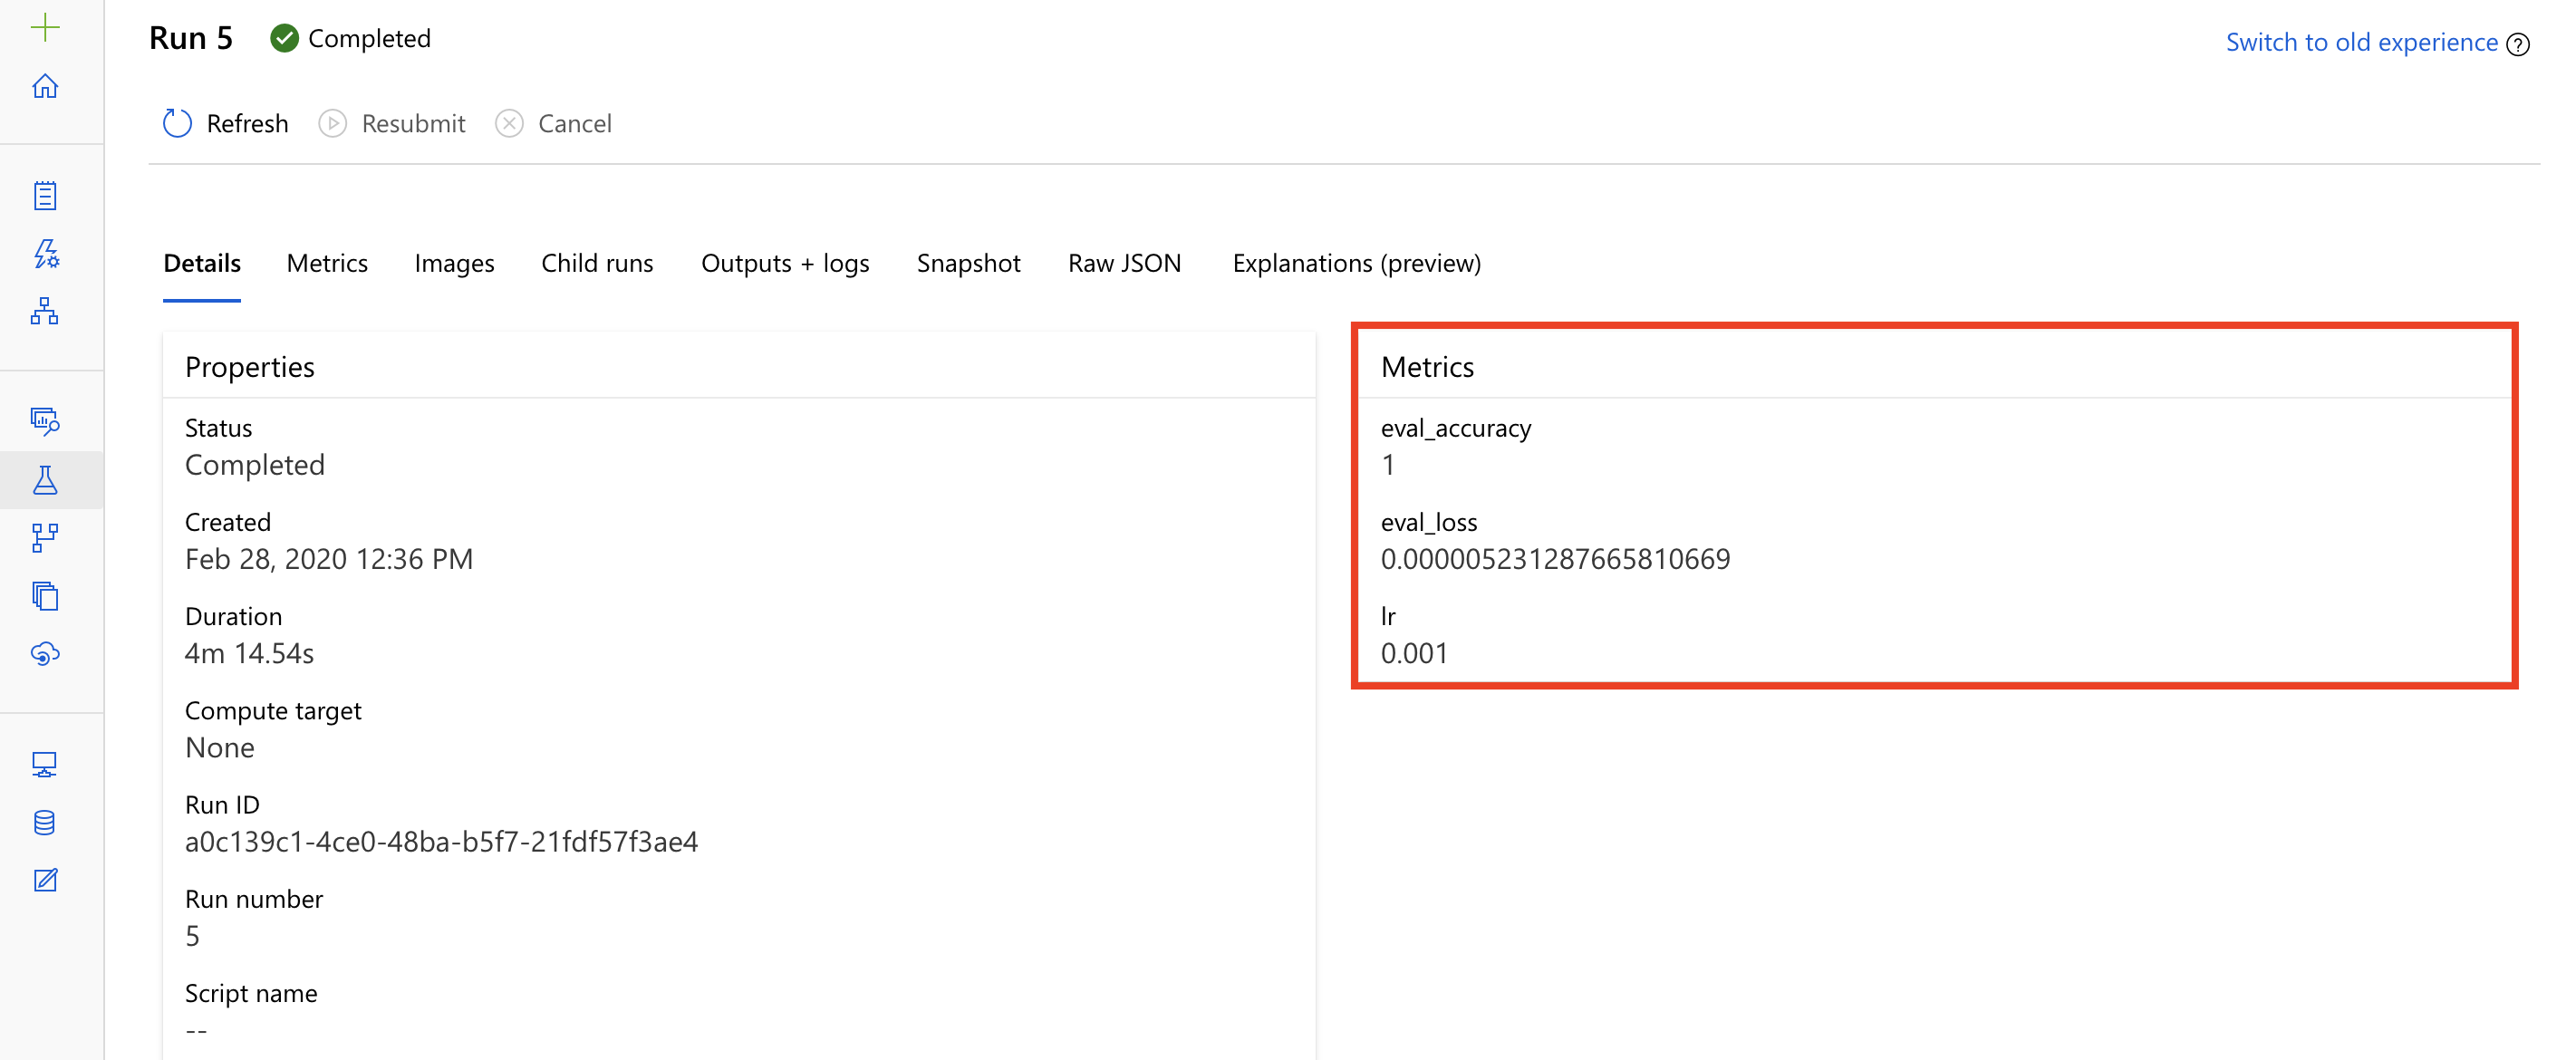 Run 5 Completed
Switch to old experience
Refresh Resubmit Cancel
Details Metrics Images Child runs Outputs + logs Snapshot Raw JSON Explanations (preview)
Properties
Status
Completed
Created
Feb 28, 2020 12:36 PM
Duration
4m 14.54s
Compute target
None
Run ID
a0c139c1-4ce0-48ba-b5f7-21fdf57f3ae4
Run number
5
Script name
--
Metrics
eval_accuracy
1
eval_loss
0.000005231287665810669
lr
0.001